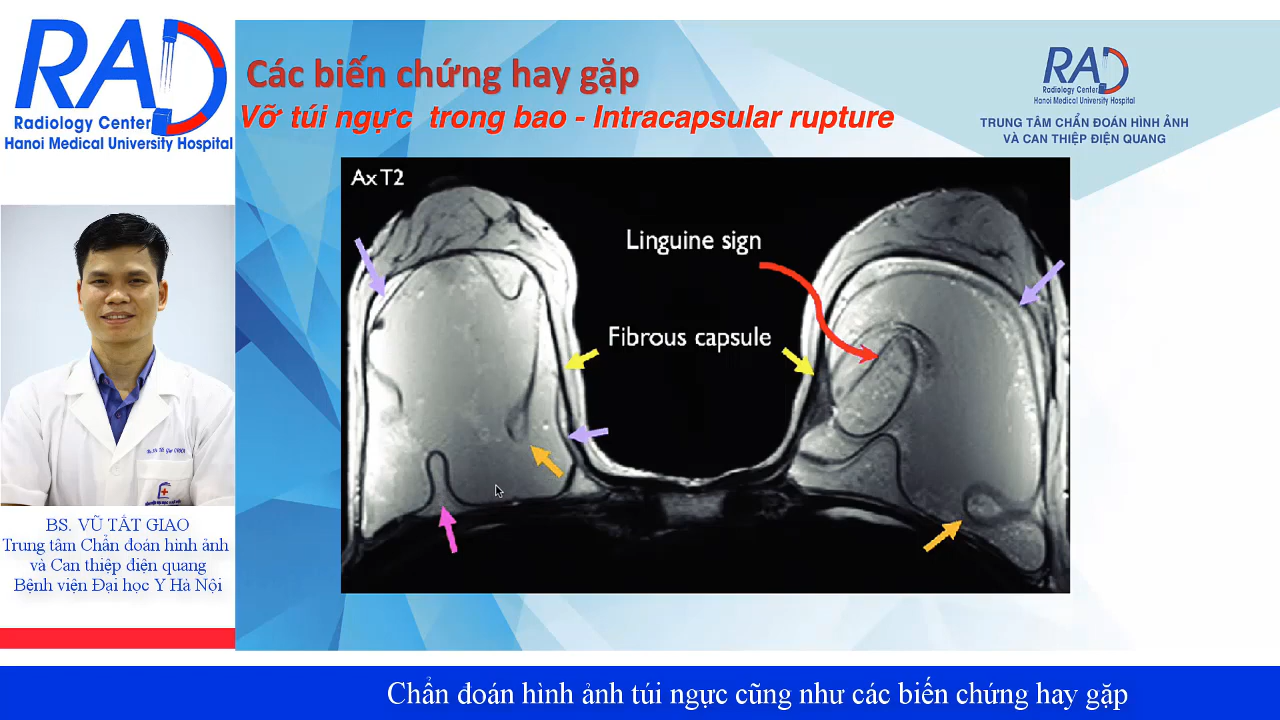 RAD
Radiology Center
Hanoi Medical University Hospital
BS. VŨ TẤT GIAO
Trung tâm Chẩn đoán hình ảnh
và Can thiệp điện quang
Bệnh viện Đại học Y Hà Nội
Các biến chứng hay gặp
Vỡ túi ngực trong bao - Intracapsular rupture
RAD
Radiology Center
Hanoi Medical University Hospital
TRUNG TÂM CHẨN ĐOÁN HÌNH ẢNH
VÀ CAN THIỆP ĐIỆN QUANG
Ax T2
Linguine sign
Fibrous capsule
Chẩn đoán hình ảnh túi ngực cũng như các biến chứng hay gặp